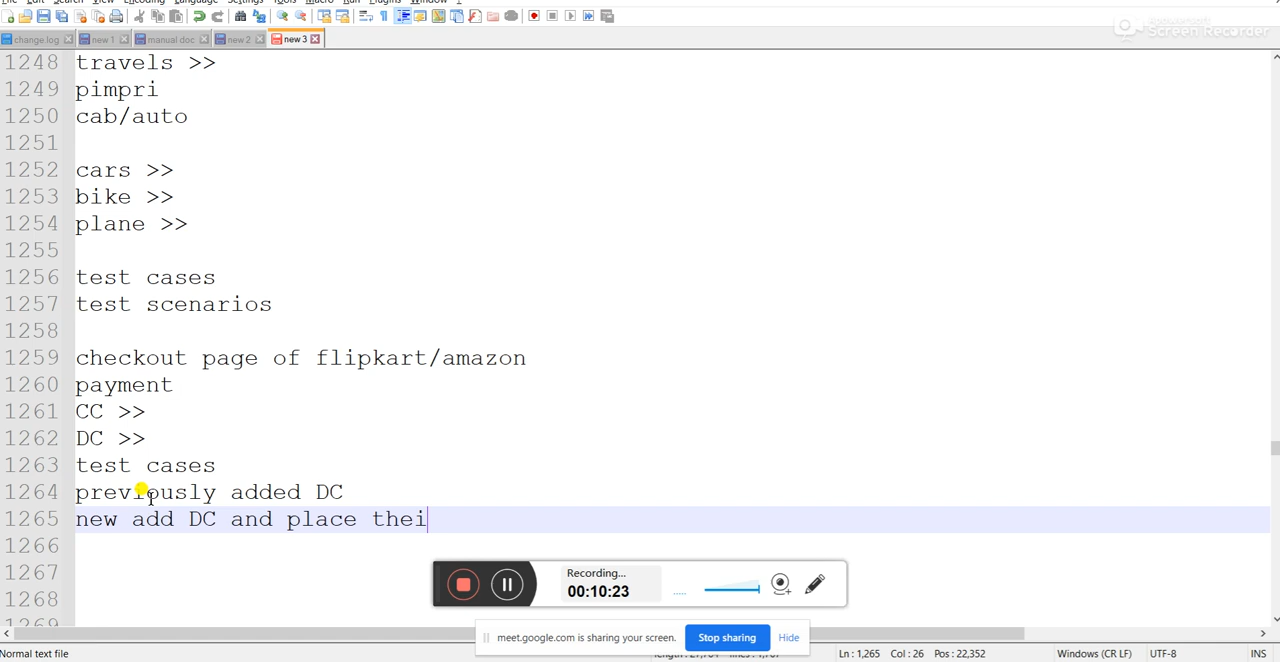 change.log
new 1
manual doc
new 2
new 3
Screen Recorder
1248 travels >>
1249 pimpri
1250 cab/auto
1251
1252 cars >>
1253 bike >>
1254 plane >>
1255
1256 test cases
1257 test scenarios
1258
1259 checkout page of flipkart/amazon
1260 payment
1261 CC >>
1262 DC >>
1263 test cases
1264 previously added DC
1265 new add DC and place thei
1266
1267
1268
1269
Recording...
00:10:23
meet.google.com is sharing your screen.
Stop sharing
Hide
Normal text file
Ln : 1,265 Col : 26 Pos : 22,352
Windows (CR LF)
UTF-8
INS